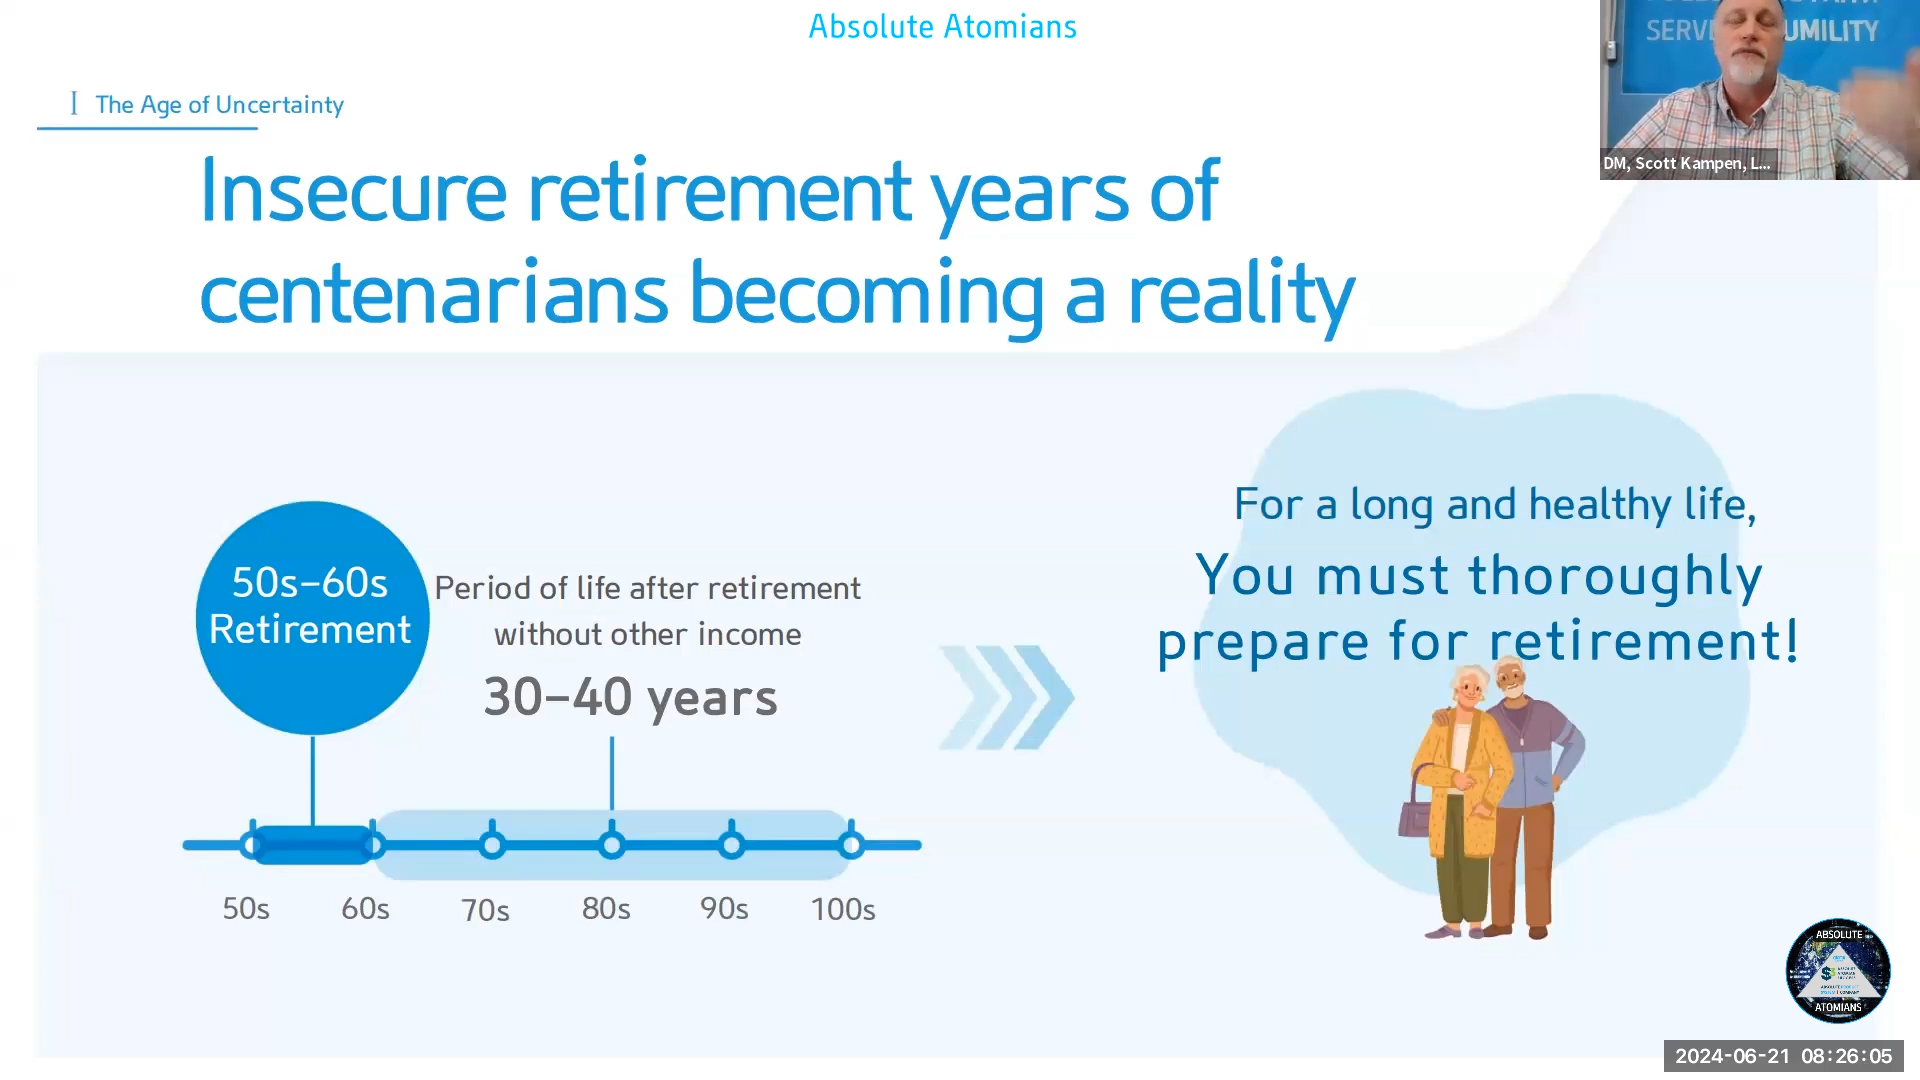 Absolute Atomians
SERVE HUMILITY
I The Age of Uncertainty
DM, Scott Kampen, L...
Insecure retirement years of
centenarians becoming a reality
50s–60s
Retirement
Period of life after retirement
without other income
30–40 years
For a long and healthy life,
You must thoroughly
prepare for retirement!
50s 60s 70s 80s 90s 100s
ABSOLUTE
ATOMIANS
2024-06-21 08:26:05